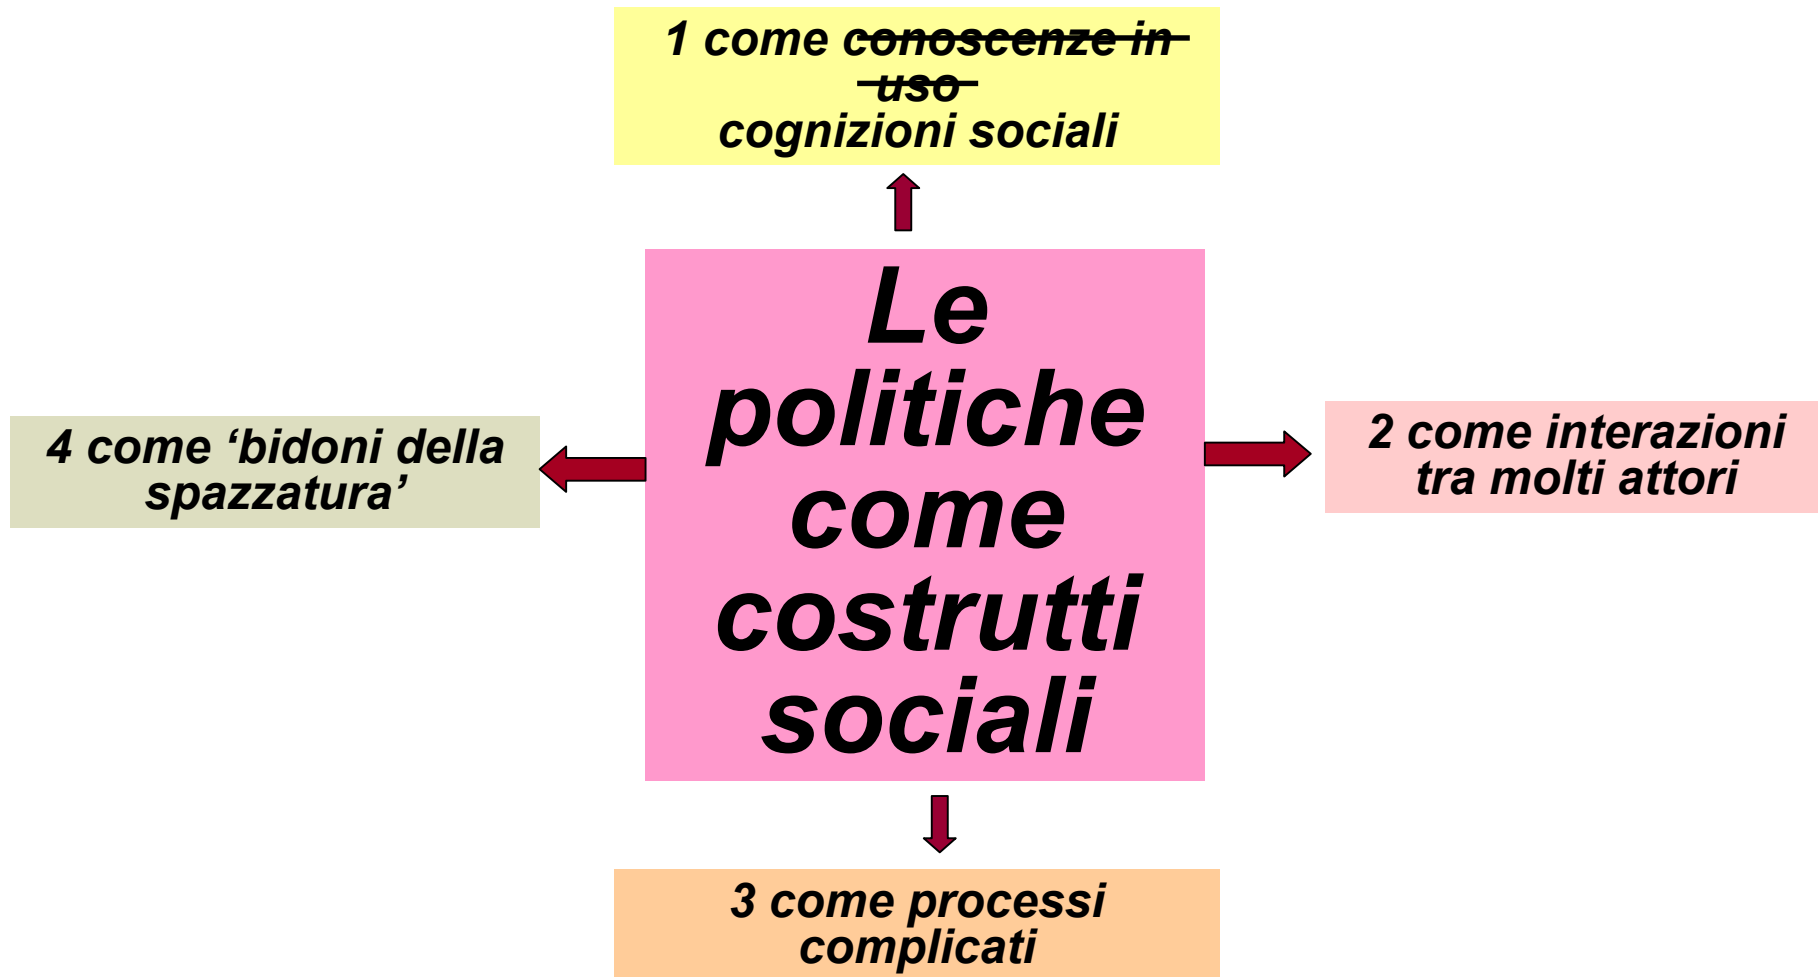 1 come conoscenze in
uso
cognizioni sociali
Le
politiche
come
costrutti
sociali
4 come ‘bidoni della
spazzatura’
2 come interazioni
tra molti attori
3 come processi
complicati